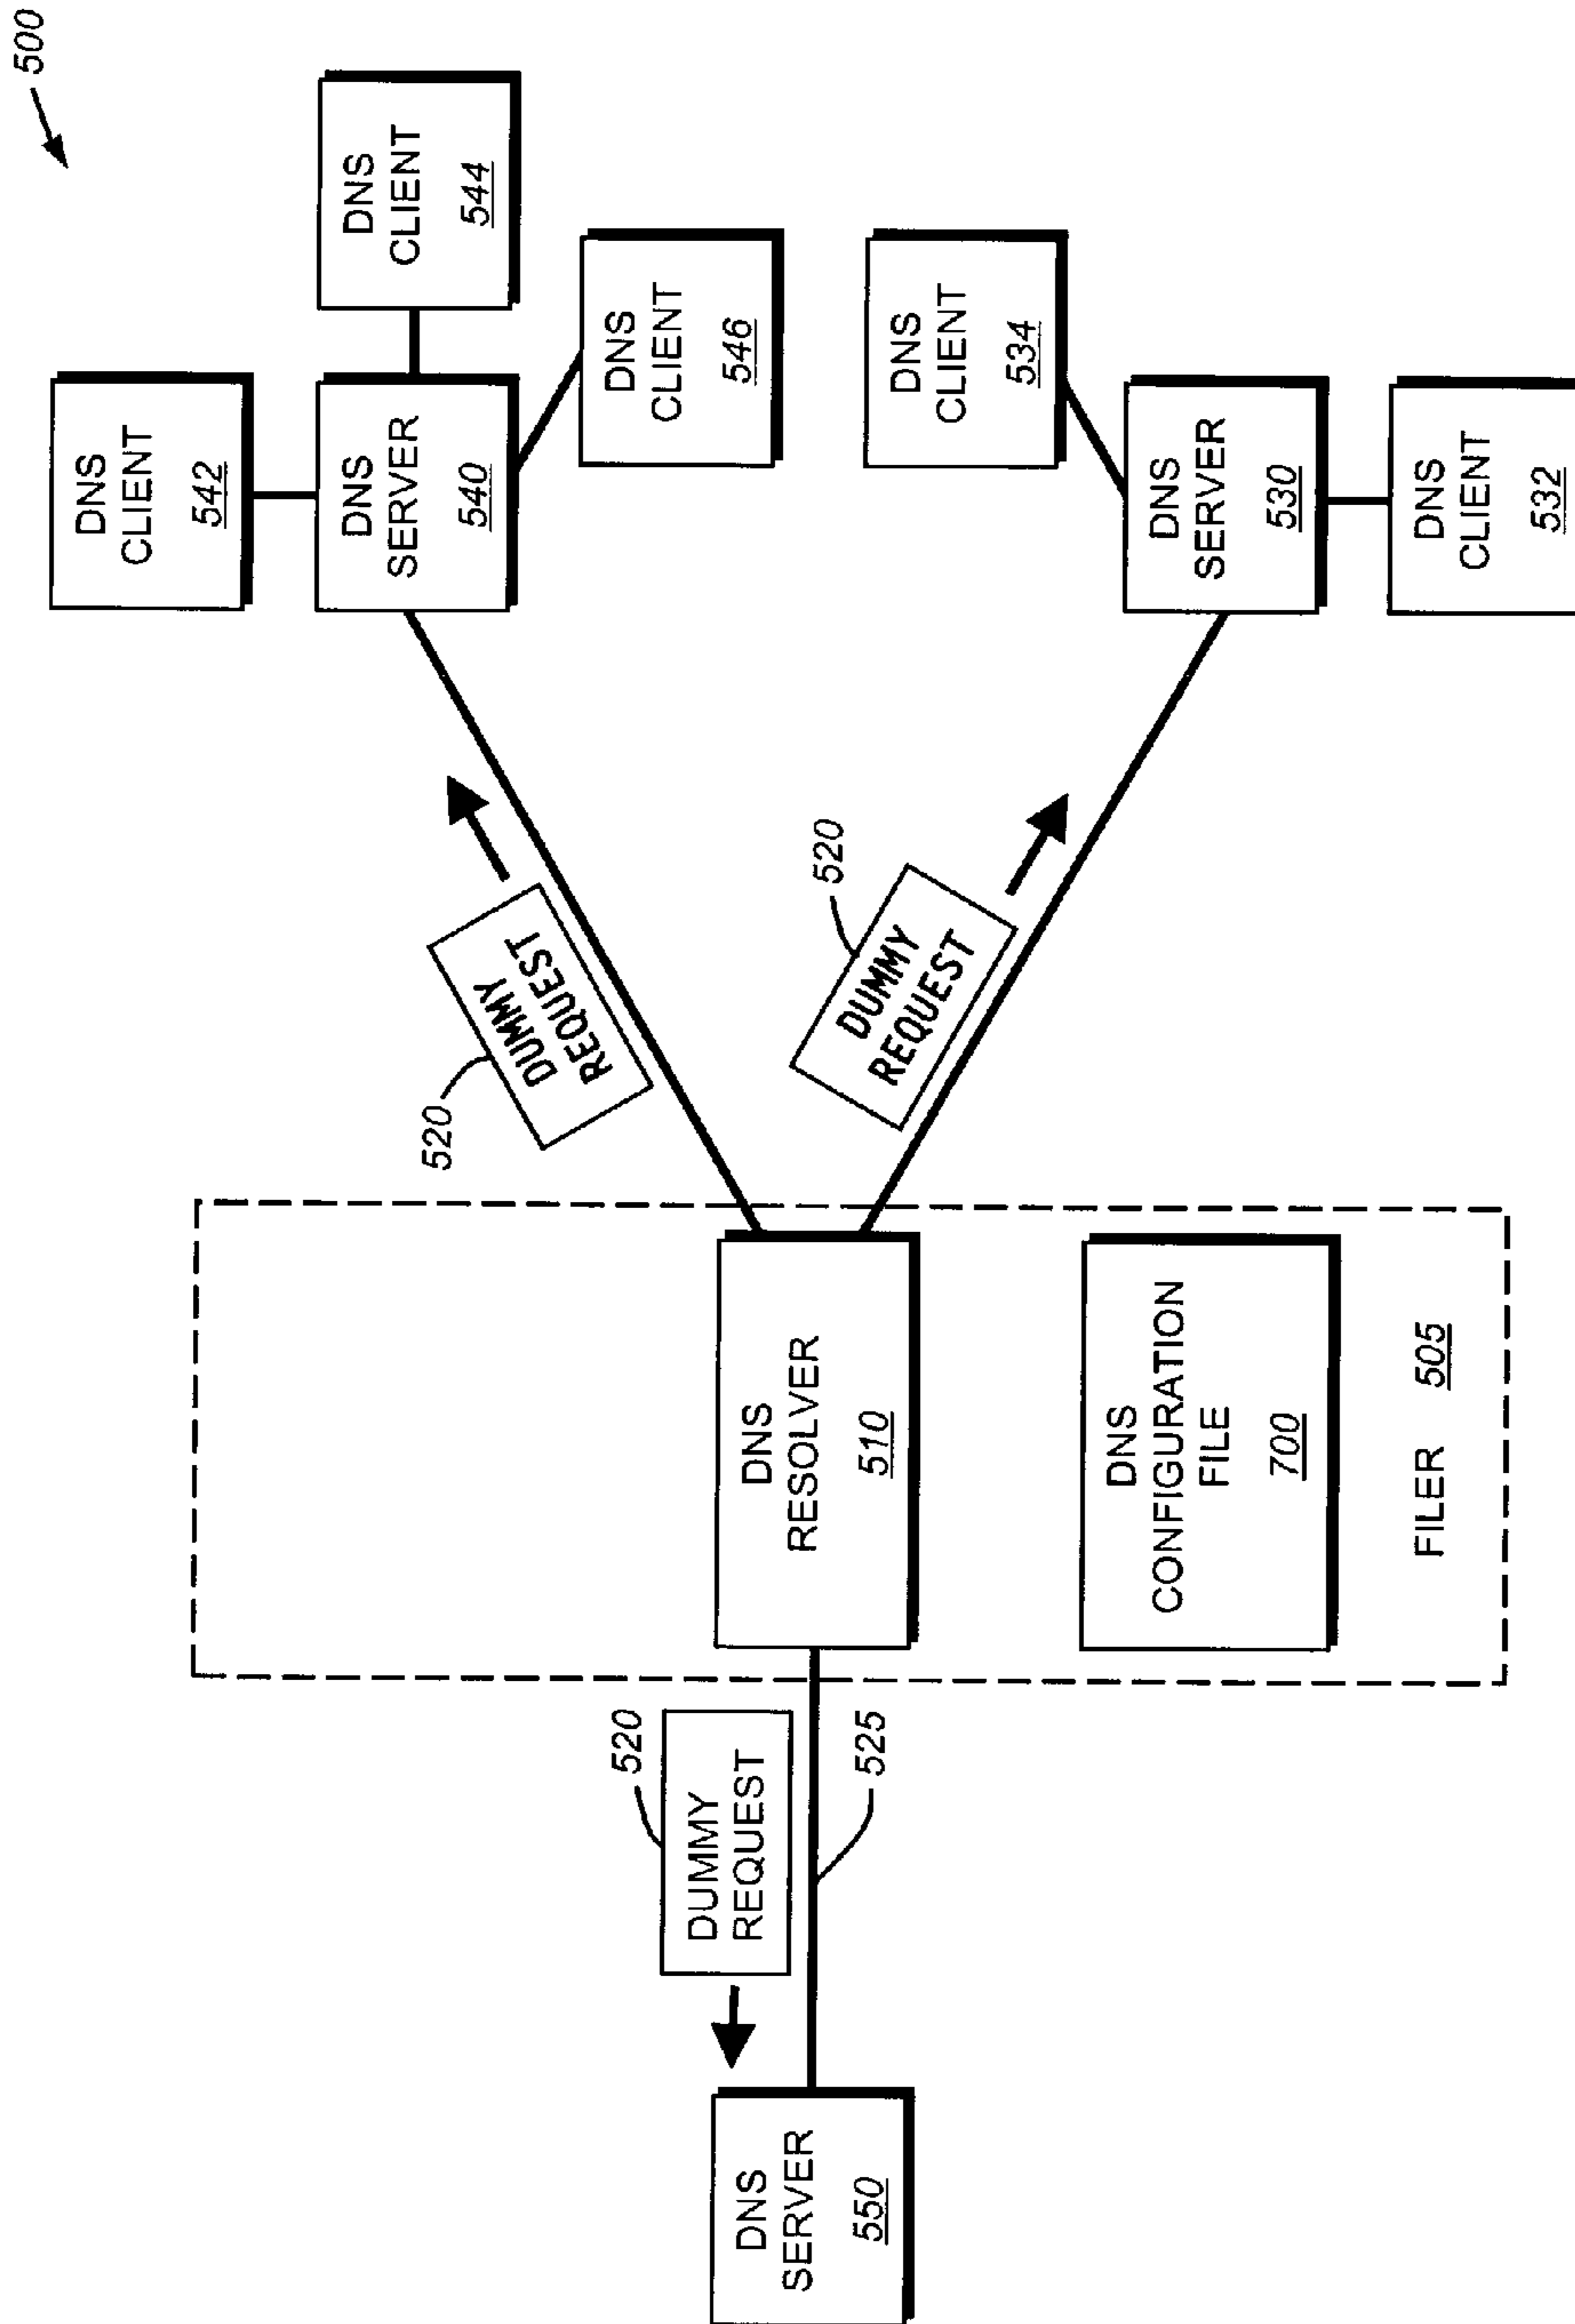 500
DNS
CLIENT
542
DNS
CLIENT
544
DNS
SERVER
540
DNS
CLIENT
546
DNS
CLIENT
534
DNS
SERVER
530
DNS
CLIENT
532
520
DUMMY
REQUEST
520
DUMMY
REQUEST
DNS
RESOLVER
510
DNS
CONFIGURATION
FILE
700
FILER 505
520
DUMMY
REQUEST
525
DNS
SERVER
550